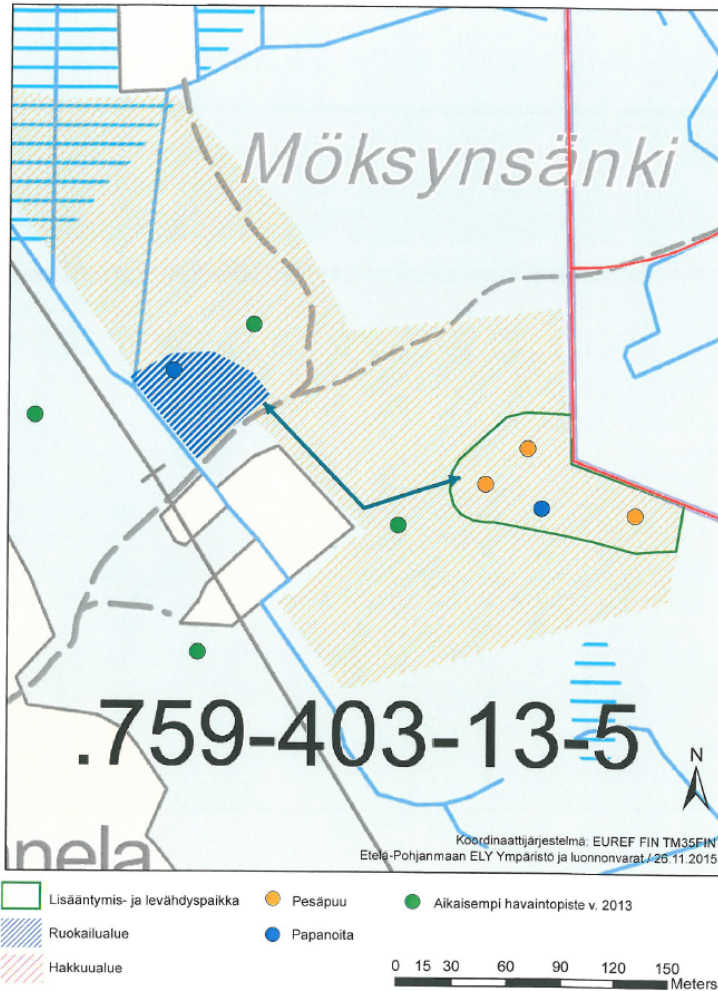 Möksynsänki
.759-403-13-5
nela
N
Koordinaattijärjestelmä: EUREF FIN TM35FIN
Etelä-Pohjanmaan ELY Ympäristö ja luonnonvarat / 26.11.2015
Lisääntymis- ja levähdyspaikka
Pesäpuu
Aikaisempi havaintopiste v. 2013
Ruokailualue
Papanoita
Hakkuualue
0 15 30 60 90 120 150
Meters